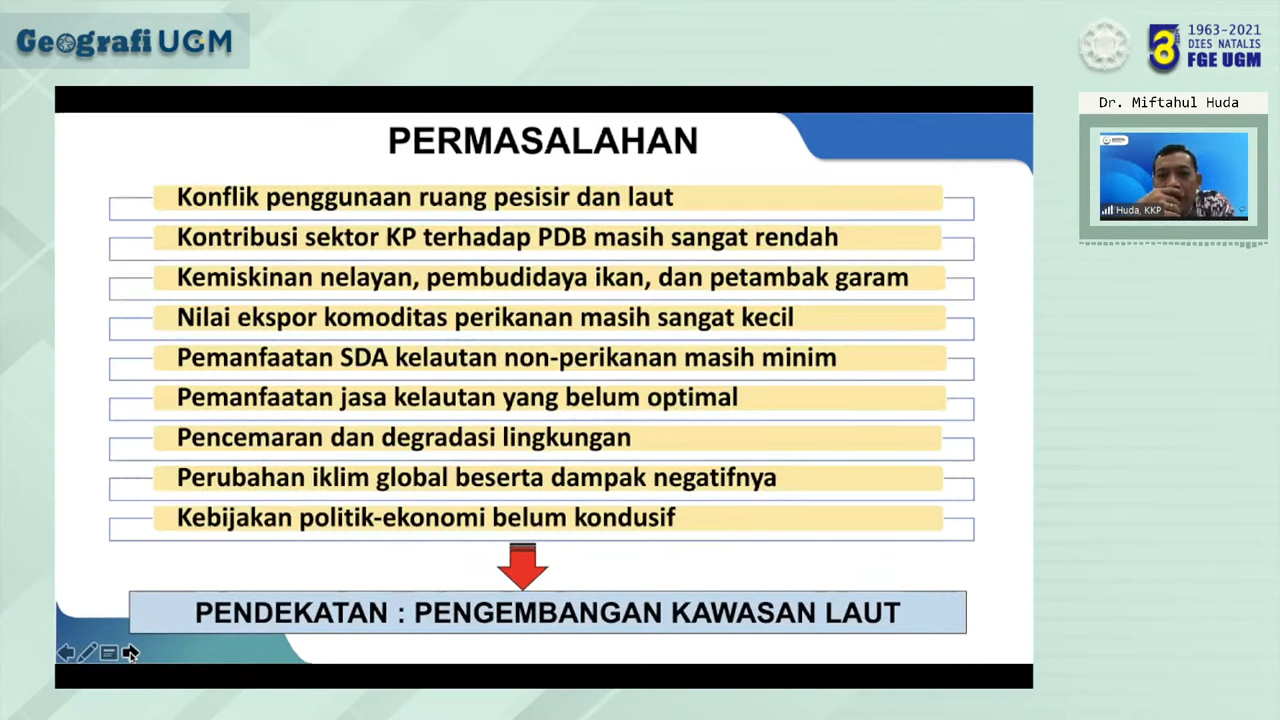 Geografi UGM
1963-2021
DIES NATALIS
FGE UGM
Dr. Miftahul Huda
Huda, KKP
PERMASALAHAN
Konflik penggunaan ruang pesisir dan laut
Kontribusi sektor KP terhadap PDB masih sangat rendah
Kemiskinan nelayan, pembudidaya ikan, dan petambak garam
Nilai ekspor komoditas perikanan masih sangat kecil
Pemanfaatan SDA kelautan non-perikanan masih minim
Pemanfaatan jasa kelautan yang belum optimal
Pencemaran dan degradasi lingkungan
Perubahan iklim global beserta dampak negatifnya
Kebijakan politik-ekonomi belum kondusif
PENDEKATAN : PENGEMBANGAN KAWASAN LAUT